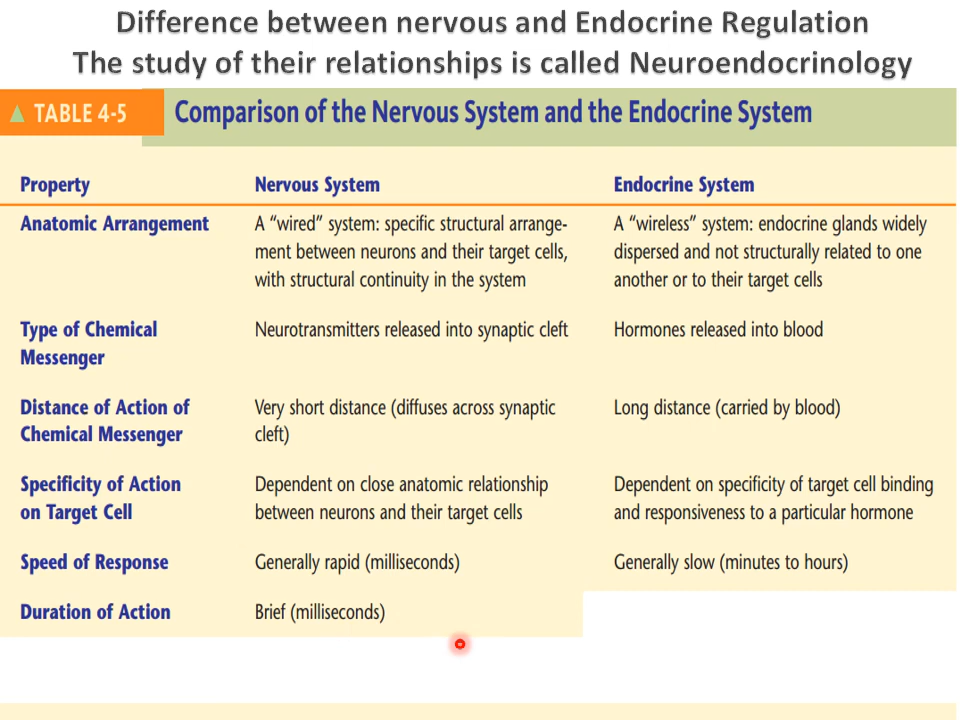 Difference between nervous and Endocrine Regulation
The study of their relationships is called Neuroendocrinology
▲ TABLE 4-5
Comparison of the Nervous System and the Endocrine System
Property
Nervous System
Endocrine System
Anatomic Arrangement
A “wired” system: specific structural arrange-
ment between neurons and their target cells,
with structural continuity in the system
A “wireless” system: endocrine glands widely
dispersed and not structurally related to one
another or to their target cells
Type of Chemical
Messenger
Neurotransmitters released into synaptic cleft
Hormones released into blood
Distance of Action of
Chemical Messenger
Very short distance (diffuses across synaptic
cleft)
Long distance (carried by blood)
Specificity of Action
on Target Cell
Dependent on close anatomic relationship
between neurons and their target cells
Dependent on specificity of target cell binding
and responsiveness to a particular hormone
Speed of Response
Generally rapid (milliseconds)
Generally slow (minutes to hours)
Duration of Action
Brief (milliseconds)